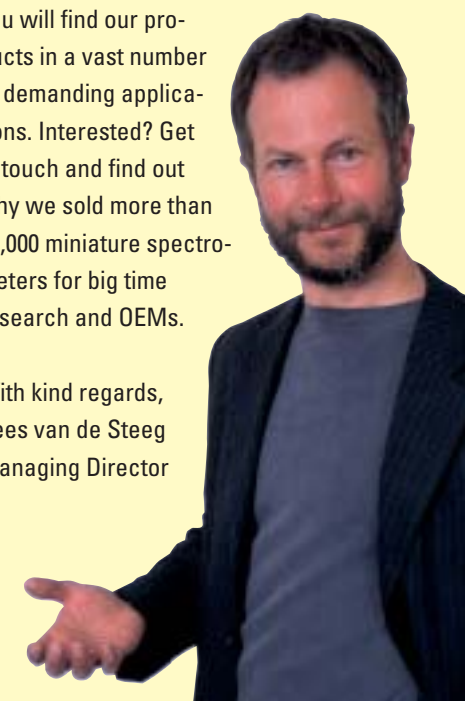 u will find our pro-
ucts in a vast number
demanding applica-
ons. Interested? Get
touch and find out
hy we sold more than
,000 miniature spectro-
eters for big time
search and OEMs.
ith kind regards,
ees van de Steeg
anaging Director